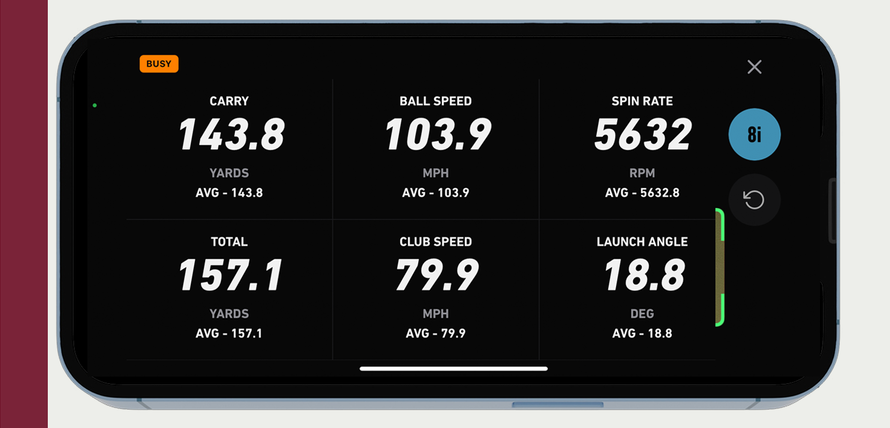 BUSY
CARRY
143.8
YARDS
AVG - 143.8
BALL SPEED
103.9
MPH
AVG - 103.9
SPIN RATE
5632
RPM
AVG - 5632.8
8i
TOTAL
157.1
YARDS
AVG - 157.1
CLUB SPEED
79.9
MPH
AVG - 79.9
LAUNCH ANGLE
18.8
DEG
AVG - 18.8